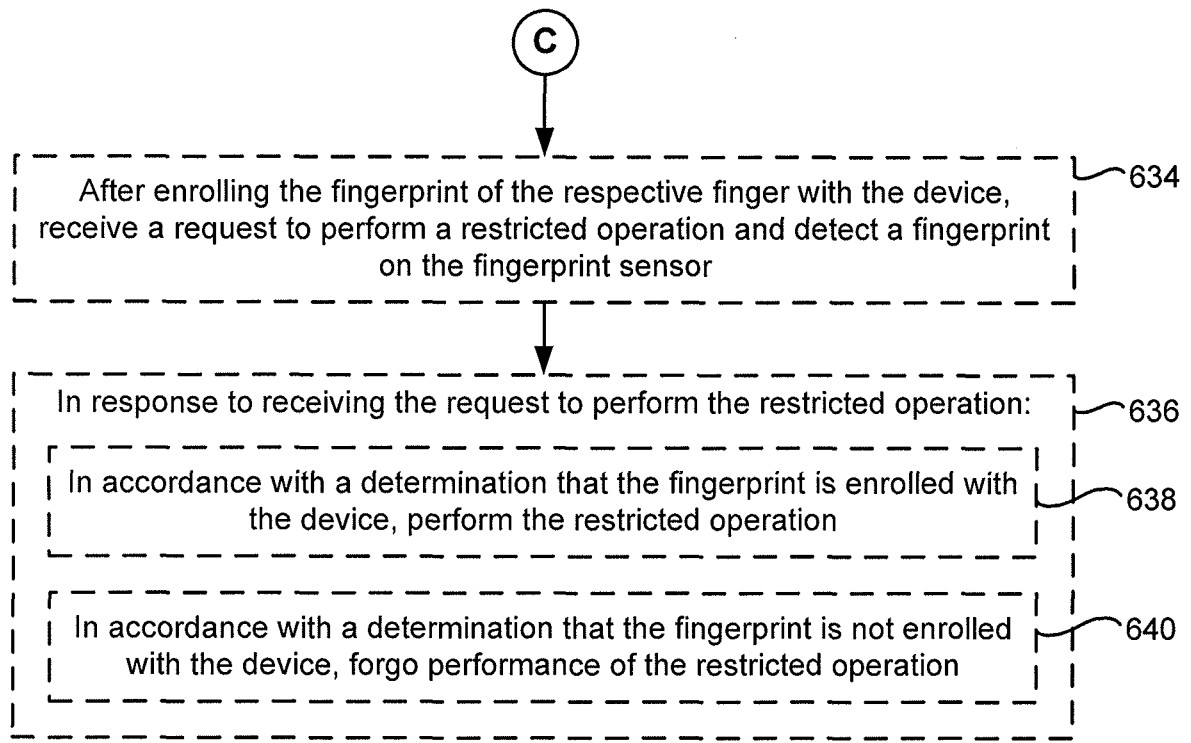 C
After enrolling the fingerprint of the respective finger with the device,
receive a request to perform a restricted operation and detect a fingerprint
on the fingerprint sensor
634
In response to receiving the request to perform the restricted operation:
636
In accordance with a determination that the fingerprint is enrolled with
the device, perform the restricted operation
638
In accordance with a determination that the fingerprint is not enrolled
with the device, forgo performance of the restricted operation
640